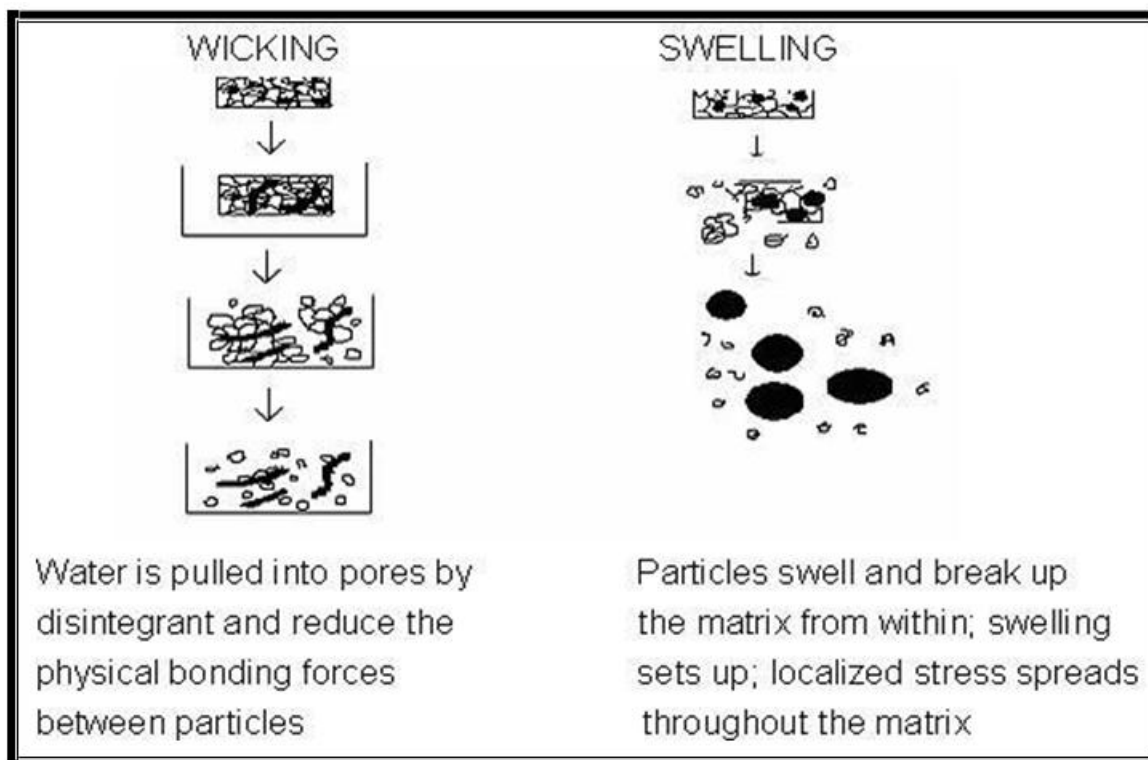 WICKING
Water is pulled into pores by
disintegrant and reduce the
physical bonding forces
between particles
SWELLING
Particles swell and break up
the matrix from within; swelling
sets up; localized stress spreads
throughout the matrix